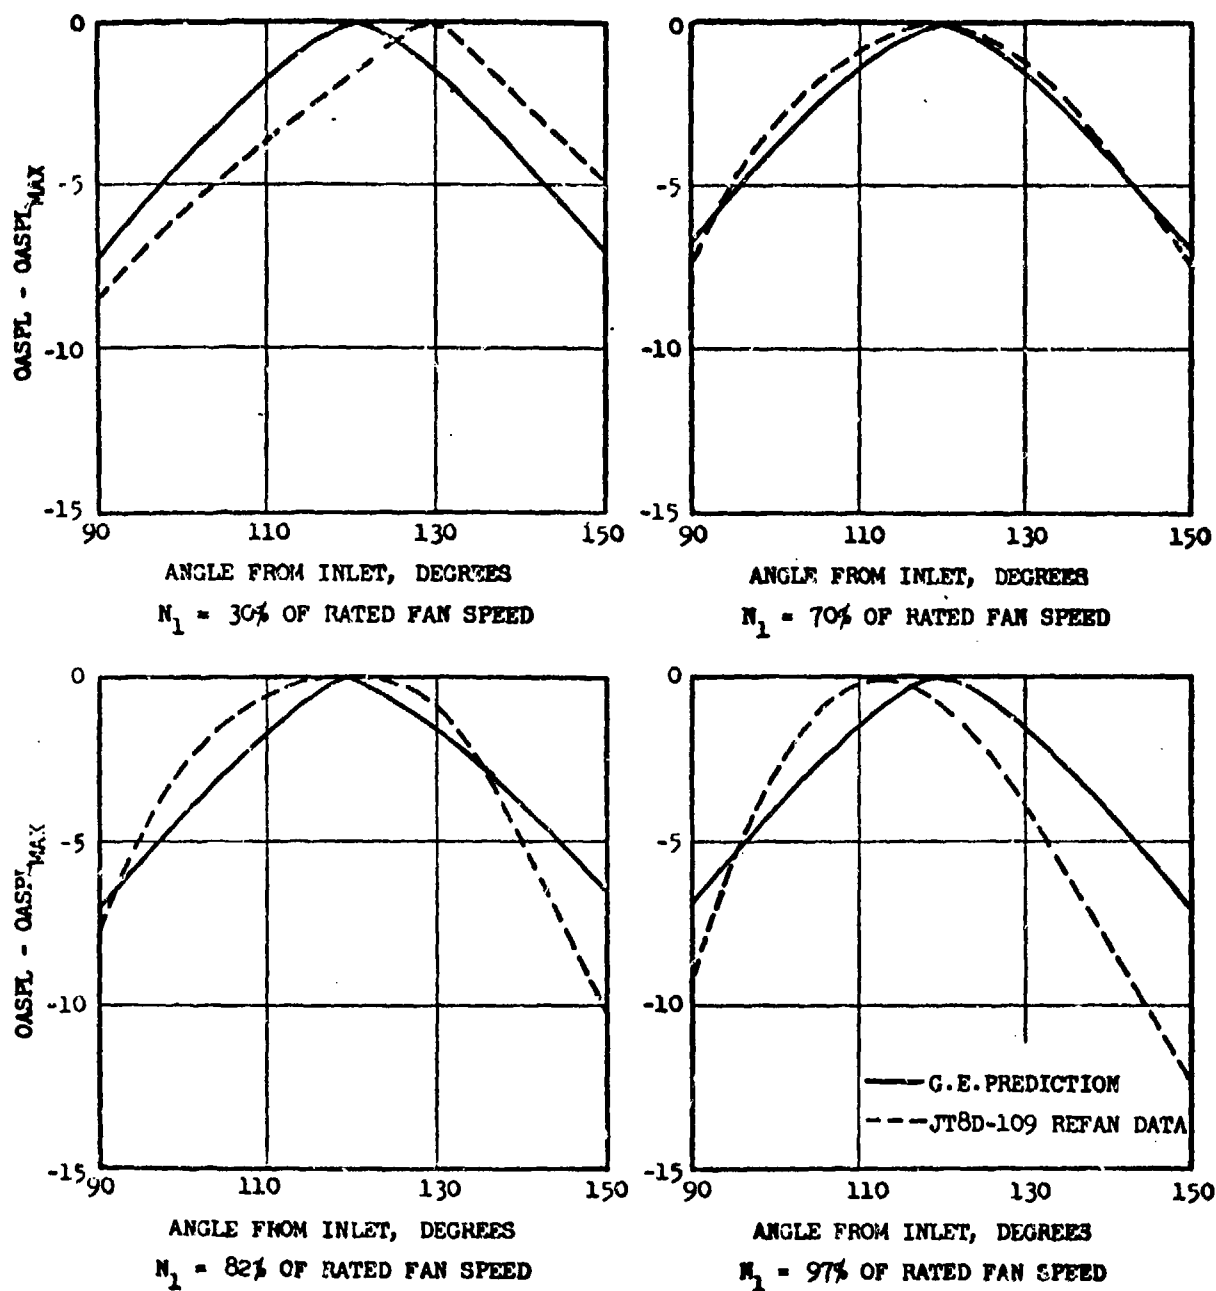 0
-5
-10
-15
OASPL - OASPL MAX
90 110 130 150
ANGLE FROM INLET, DEGREES
N1 = 30% OF RATED FAN SPEED
0
-5
-10
-15
90 110 130 150
ANGLE FROM INLET, DEGREES
N1 = 70% OF RATED FAN SPEED
0
-5
-10
-15
OASPL - OASPL MAX
90 110 130 150
ANGLE FROM INLET, DEGREES
N1 = 82% OF RATED FAN SPEED
0
-5
-10
-15
G.E.PREDICTION
JT8D-109 REFAN DATA
90 110 130 150
ANGLE FROM INLET, DEGREES
N1 = 97% OF RATED FAN SPEED